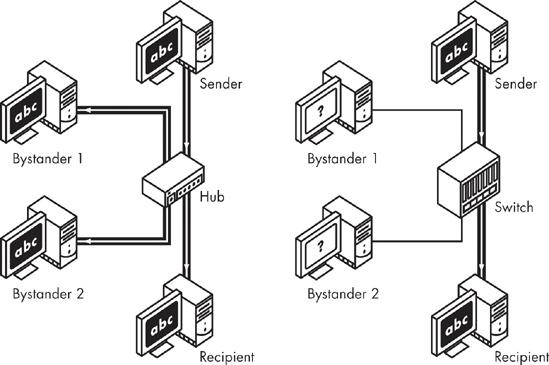 abc
Sender
abc
Bystander 1
Hub
abc
Bystander 2
abc
Recipient
abc
Sender
?
Bystander 1
Switch
?
Bystander 2
abc
Recipient